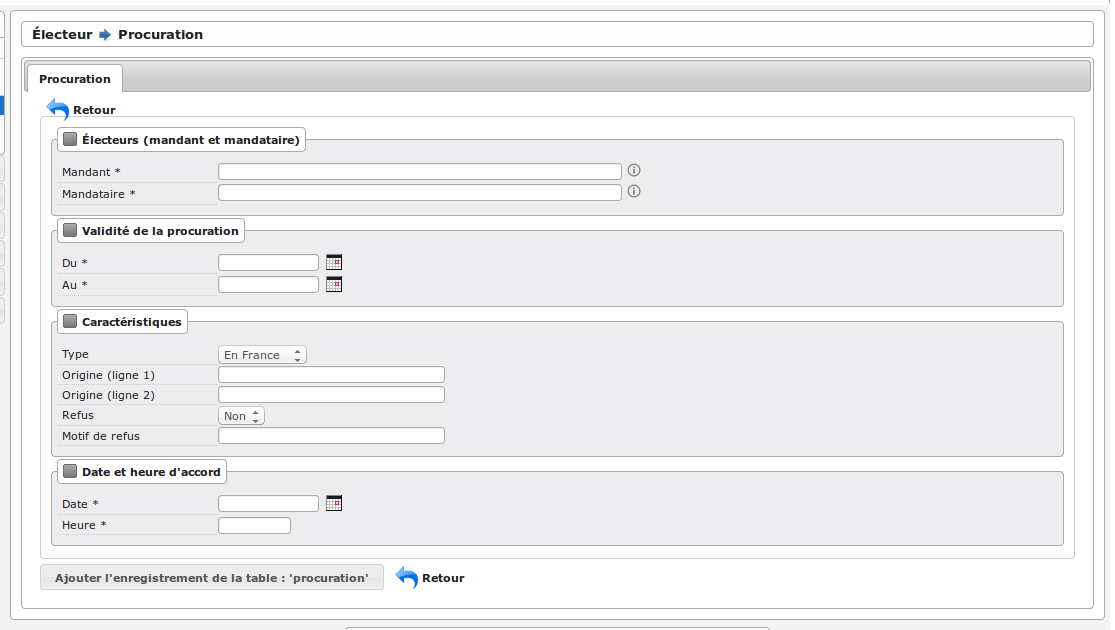 Électeur Procuration
Procuration
Retour
Électeurs (mandant et mandataire)
Mandant *
Mandataire *
Validité de la procuration
Du *
Au *
Caractéristiques
Type En France
Origine (ligne 1)
Origine (ligne 2)
Refus Non
Motif de refus
Date et heure d'accord
Date *
Heure *
Ajouter l'enregistrement de la table : 'procuration' Retour